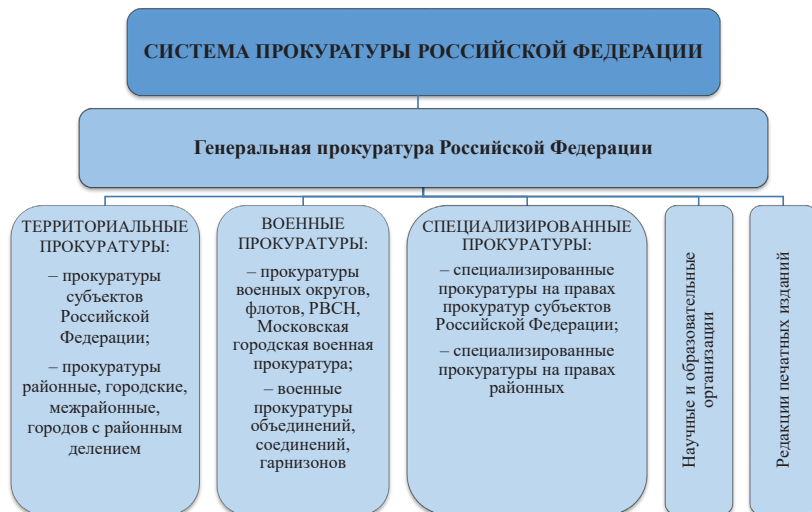 СИСТЕМА ПРОКУРАТУРЫ РОССИЙСКОЙ ФЕДЕРАЦИИ
Генеральная прокуратура Российской Федерации
ТЕРРИТОРИАЛЬНЫЕ
ПРОКУРАТУРЫ:
– прокуратуры
субъектов
Российской
Федерации;
– прокуратуры
районные, городские,
межрайонные,
городов с районным
делением
ВОЕННЫЕ
ПРОКУРАТУРЫ:
– прокуратуры
военных округов,
флотов, РВСН,
Московская
городская военная
прокуратура;
– военные
прокуратуры
объединений,
соединений,
гарнизонов
СПЕЦИАЛИЗИРОВАННЫЕ
ПРОКУРАТУРЫ:
– специализированные
прокуратуры на правах
прокуратур субъектов
Российской Федерации;
– специализированные
прокуратуры на правах
районных
Научные и образовательные
организации
Редакции печатных изданий